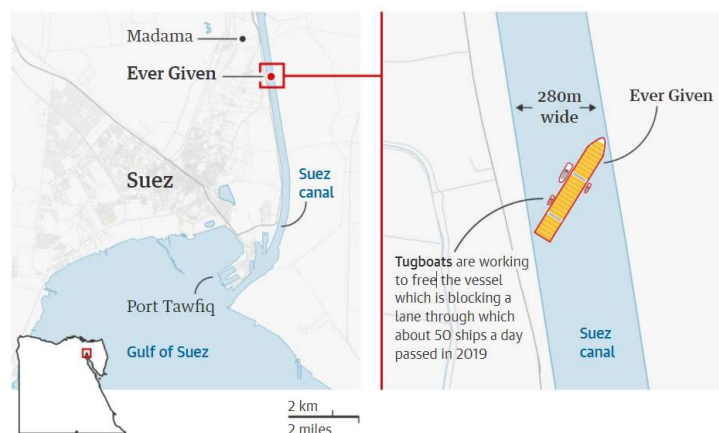 Madama
Ever Given
Suez
Suez
canal
Port Tawfiq
Gulf of Suez
2 km
2 miles
280m
wide
Ever Given
Tugboats are working
to free the vessel
which is blocking a
lane through which
about 50 ships a day
passed in 2019
Suez
canal